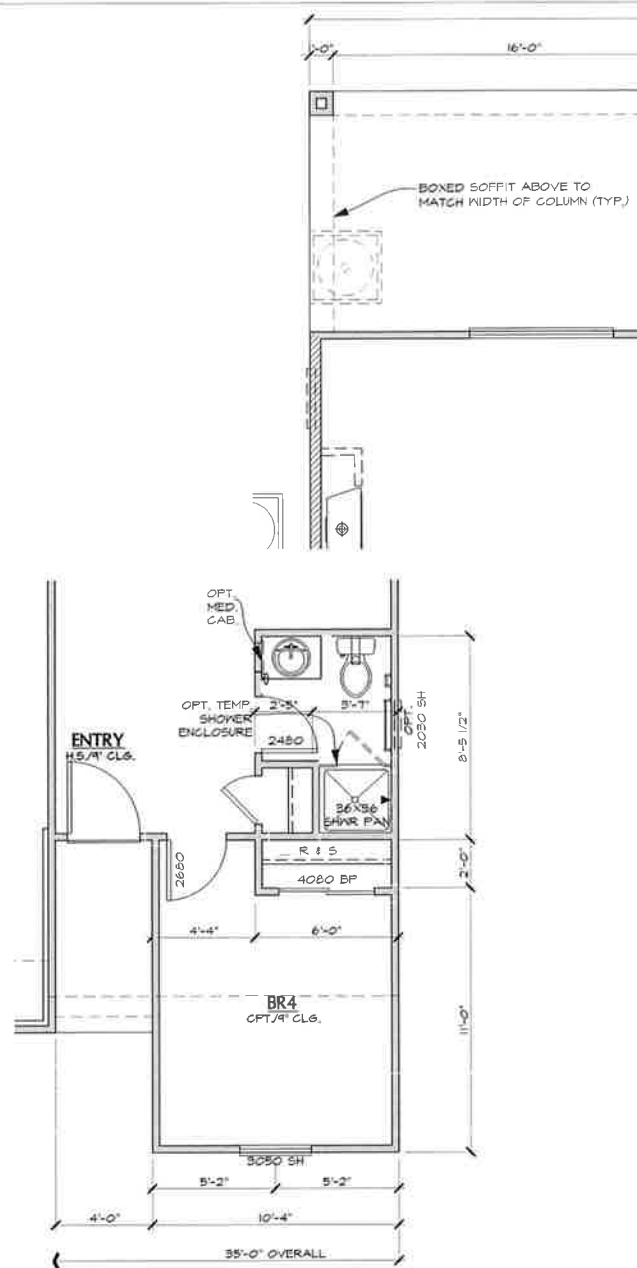 '-0"
16'-0"
BOXED SOFFIT ABOVE TO
MATCH WIDTH OF COLUMN (TYP.)
OPT.
MED.
CAB.
OPT. TEMP.
SHOWER
ENCLOSURE
2'-5"
3'-7"
2480
OPT.
2030 SH
8'-5 1/2"
ENTRY
H.S./9' CLG.
36X36
SHWR PAN
2680
R & S
4080 BP
2'-0"
4'-4"
6'-0"
BR4
CPT./9' CLG.
11'-0"
3050 SH
5'-2"
5'-2"
4'-0"
10'-4"
35'-0" OVERALL